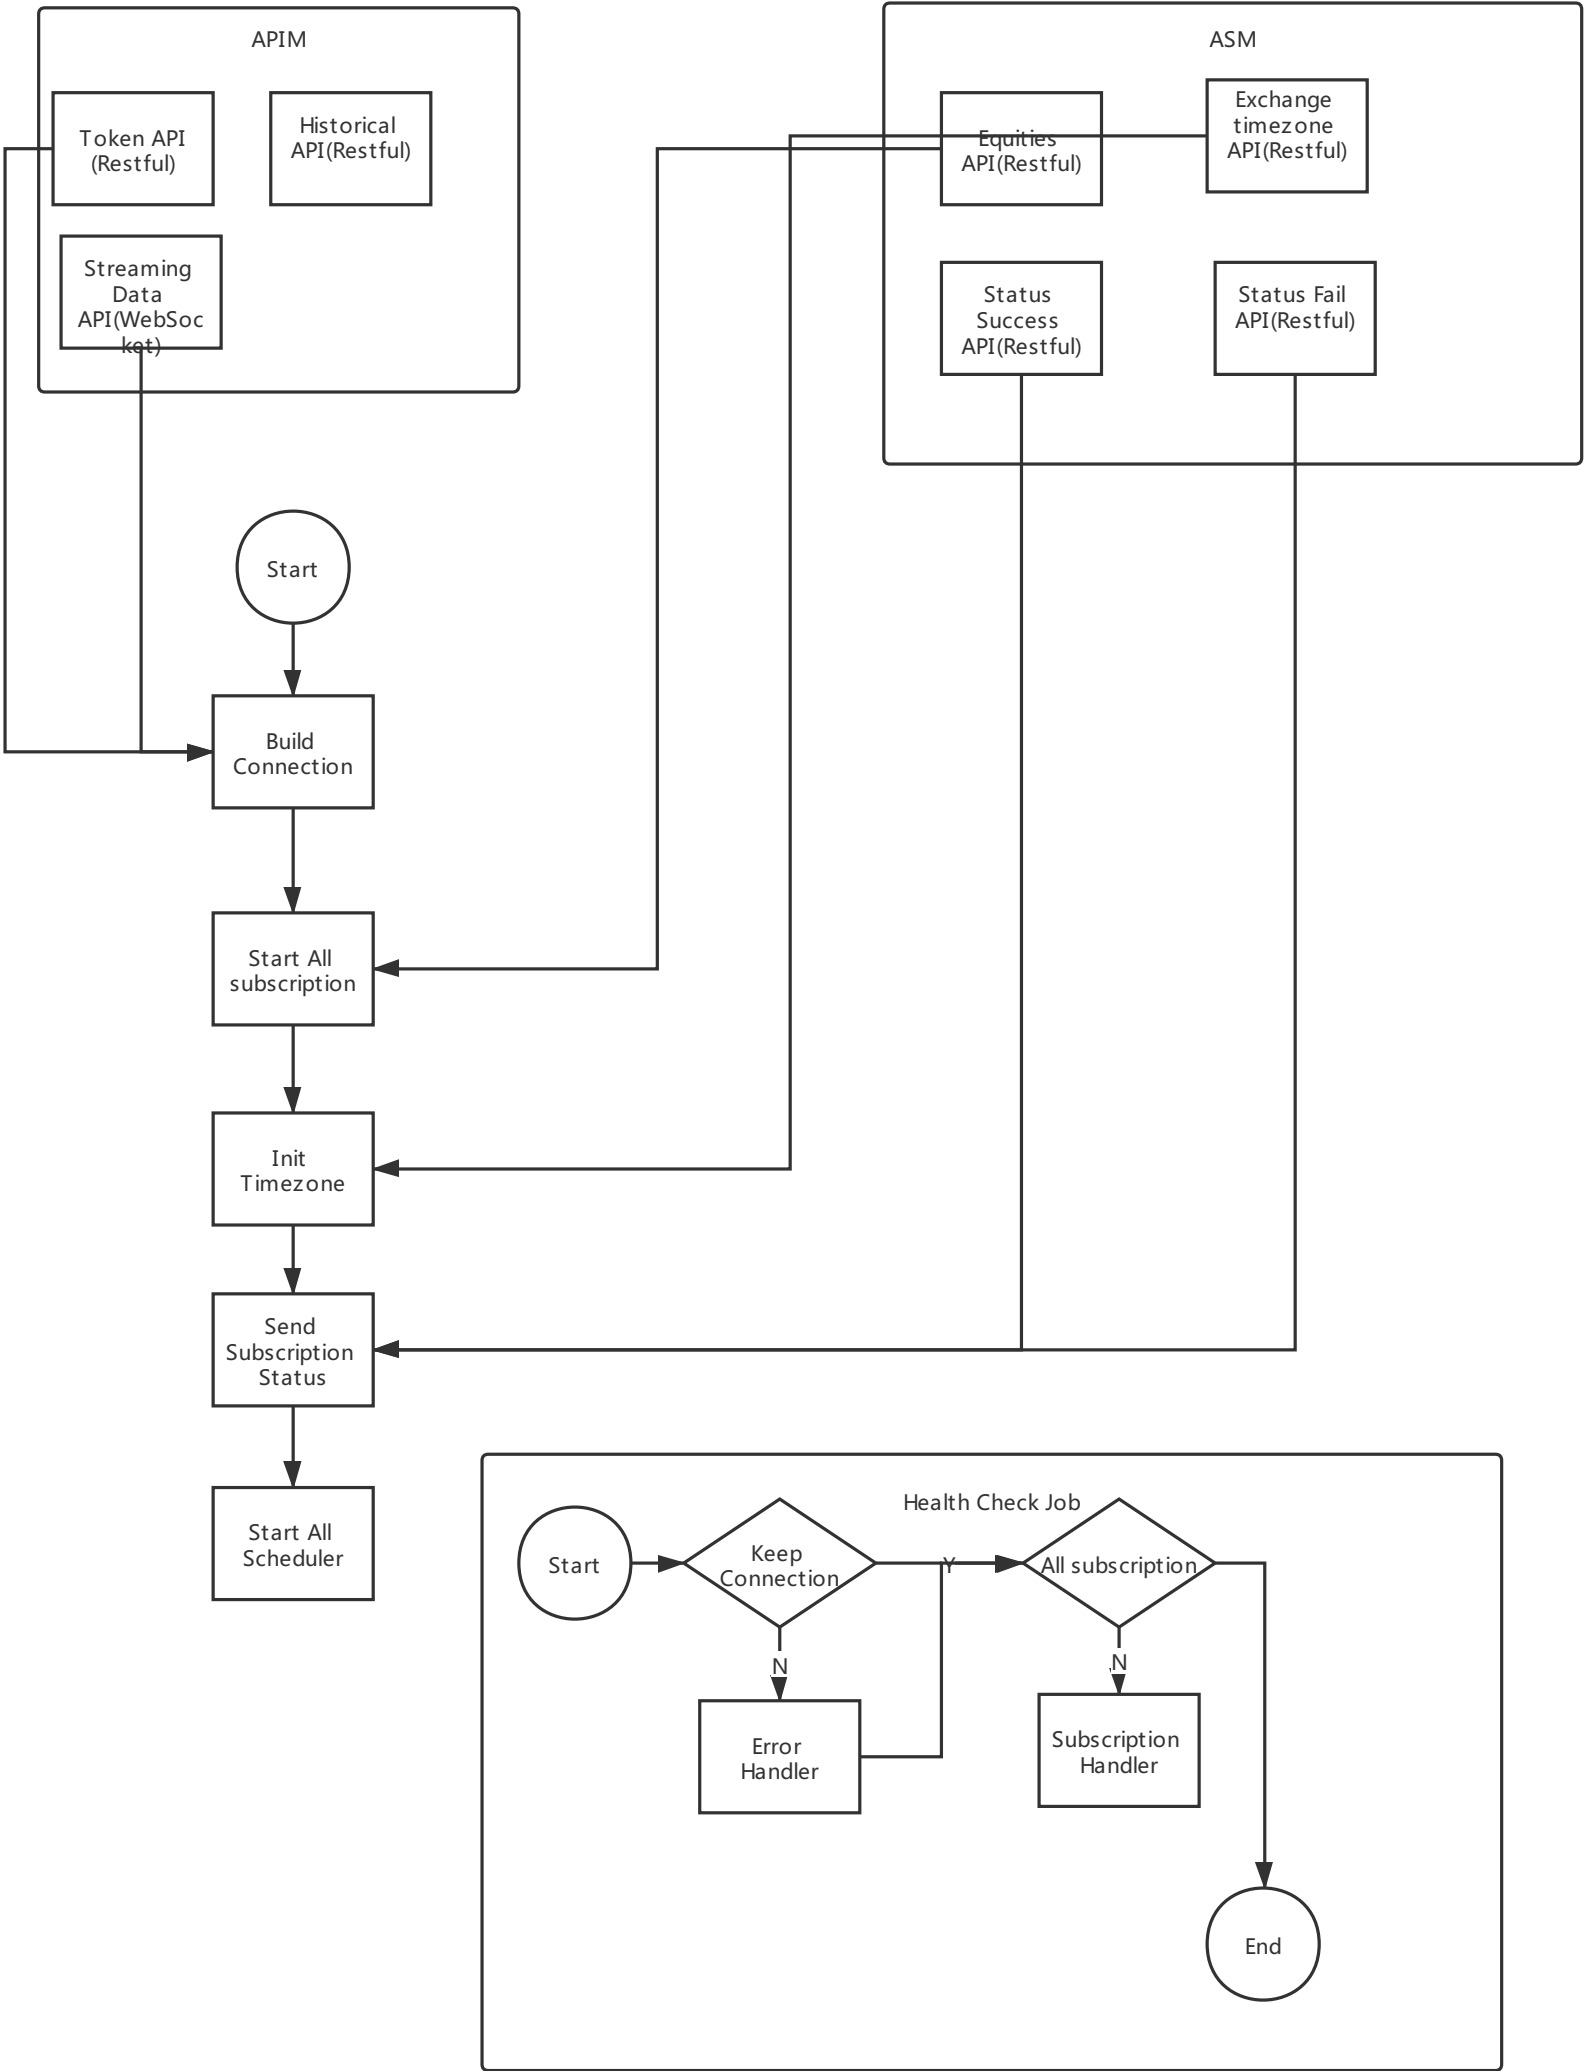 APIM
Token API
(Restful)
Historical
API(Restful)
Streaming
Data
API(WebSoc
ket)
ASM
Equities
API(Restful)
Exchange
timezone
API(Restful)
Status
Success
API(Restful)
Status Fail
API(Restful)
Start
Build
Connection
Start All
subscription
Init
Timezone
Send
Subscription
Status
Start All
Scheduler
Health Check Job
Start
Keep
Connection
Y
All subscription
N
N
Error
Handler
Subscription
Handler
End